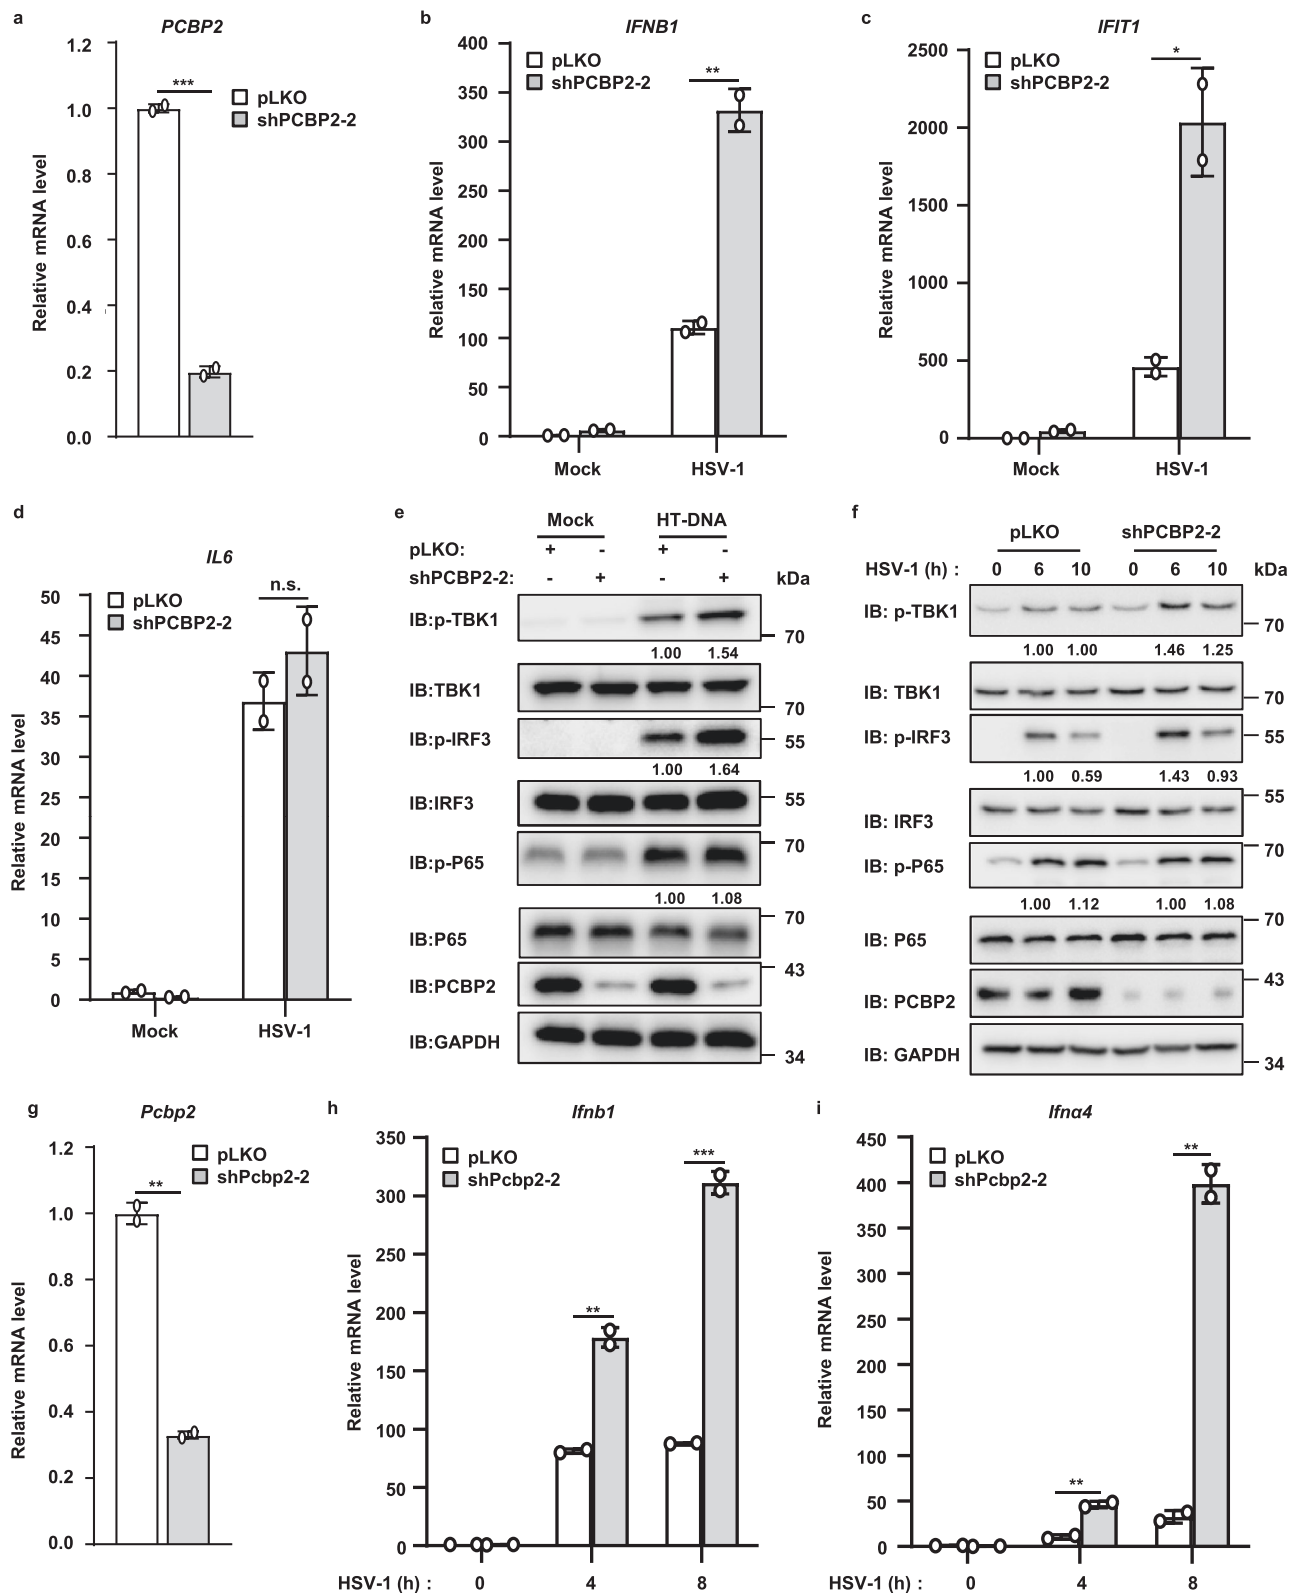 a
PCBP2
Relative mRNA level
1.2
1.0
0.8
0.6
0.4
0.2
0.0
***
pLKO
shPCBP2-2
b
IFNB1
Relative mRNA level
400
350
300
250
200
150
100
50
0
pLKO
shPCBP2-2
**
Mock HSV-1
c
IFIT1
Relative mRNA level
2500
2000
1500
1000
500
0
pLKO
shPCBP2-2
*
Mock HSV-1
d
IL6
Relative mRNA level
50
45
40
35
30
25
20
15
10
5
0
pLKO
shPCBP2-2
n.s.
Mock HSV-1
e
Mock HT-DNA
pLKO: + - + -
shPCBP2-2: - + - + kDa
IB:p-TBK1 70
1.00 1.54
IB:TBK1 70
IB:p-IRF3 55
1.00 1.64
IB:IRF3 55
IB:p-P65 70
1.00 1.08
IB:P65 70
IB:PCBP2 43
IB:GAPDH 34
f
pLKO shPCBP2-2
HSV-1 (h) : 0 6 10 0 6 10 kDa
IB: p-TBK1 70
1.00 1.00 1.46 1.25
IB: TBK1 70
IB: p-IRF3 55
1.00 0.59 1.43 0.93
IB: IRF3 55
IB: p-P65 70
1.00 1.12 1.00 1.08
IB: P65 70
IB: PCBP2 43
IB: GAPDH 34
g
Pcbp2
Relative mRNA level
1.2
1.0
0.8
0.6
0.4
0.2
0.0
**
pLKO
shPcbp2-2
h
Ifnb1
Relative mRNA level
350
300
250
200
150
100
50
0
pLKO
shPcbp2-2
**
***
HSV-1 (h) : 0 4 8
i
Ifnα4
Relative mRNA level
450
400
350
300
250
200
150
100
50
0
pLKO
shPcbp2-2
**
**
HSV-1 (h) : 0 4 8